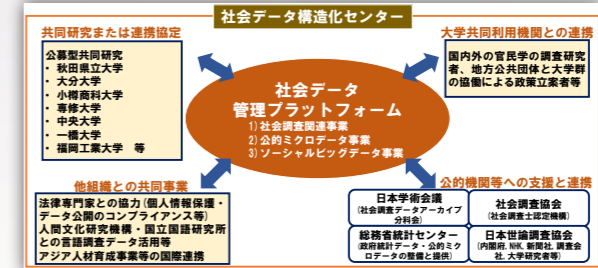 社会データ構造化センター
共同研究または連携協定
公募型共同研究
・ 秋田県立大学
・ 大分大学
・ 小樽商科大学
・ 専修大学
・ 中央大学
・ 一橋大学
・ 福岡工業大学 等
大学共同利用機関との連携
国内外の官民学の調査研究
者、地方公共団体と大学群
の協働による政策立案者等
社会データ
管理プラットフォーム
1)社会調査関連事業
2)公的ミクロデータ事業
3)ソーシャルビッグデータ事業
他組織との共同事業
法律専門家との協力(個人情報保護・
データ公開のコンプライアンス等)
人間文化研究機構・国立国語研究所
との言語調査データ活用等
アジア人材育成事業等の国際連携
公的機関等への支援と連携
日本学術会議
(社会調査データアーカイブ
分科会)
社会調査協会
(社会調査士認定機構)
総務省統計センター
(政府統計データ・公的ミク
ロデータの整備と提供)
日本世論調査協会
(内閣府、NHK、新聞社、調査会
社、大学研究者等)